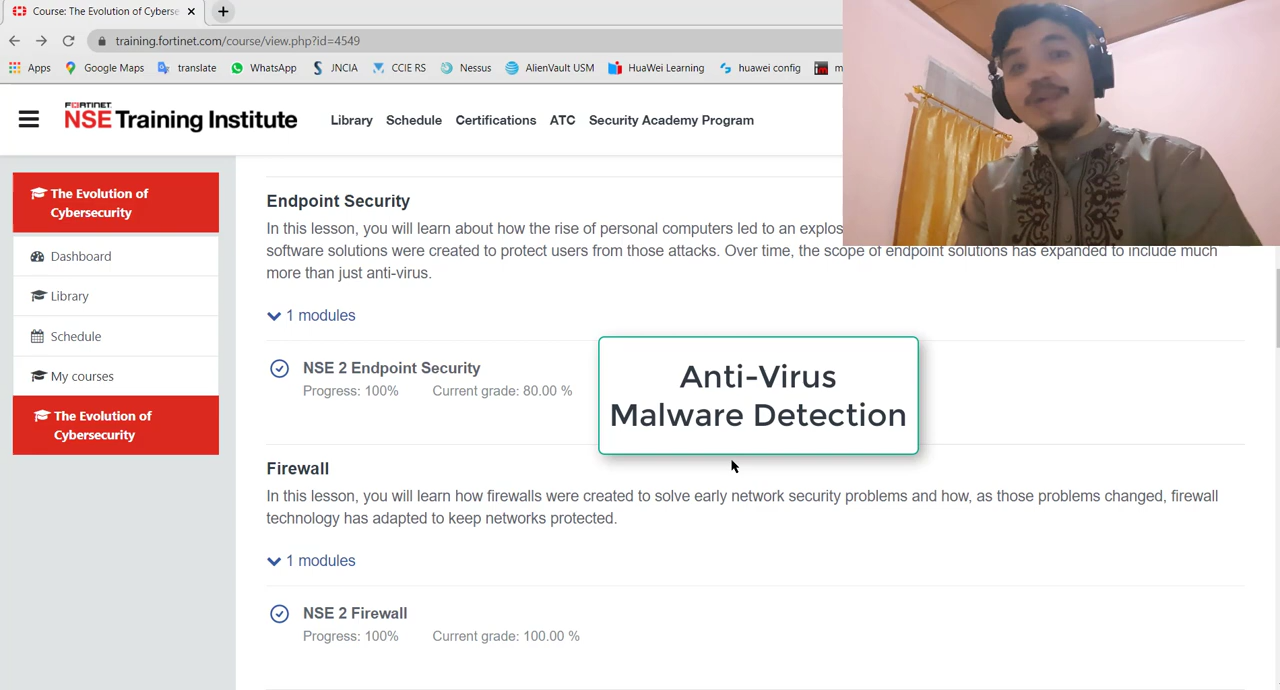 Course: The Evolution of Cyberse
training.fortinet.com/course/view.php?id=4549
Apps Google Maps translate WhatsApp JNCIA CCIE RS Nessus AlienVault USM HuaWei Learning huawei config m
FORTINET
NSE Training Institute
Library Schedule Certifications ATC Security Academy Program
The Evolution of
Cybersecurity
Dashboard
Library
Schedule
My courses
The Evolution of
Cybersecurity
Endpoint Security
In this lesson, you will learn about how the rise of personal computers led to an explos
software solutions were created to protect users from those attacks. Over time, the scope of endpoint solutions has expanded to include much
more than just anti-virus.
1 modules
NSE 2 Endpoint Security
Progress: 100% Current grade: 80.00 %
Anti-Virus
Malware Detection
Firewall
In this lesson, you will learn how firewalls were created to solve early network security problems and how, as those problems changed, firewall
technology has adapted to keep networks protected.
1 modules
NSE 2 Firewall
Progress: 100% Current grade: 100.00 %